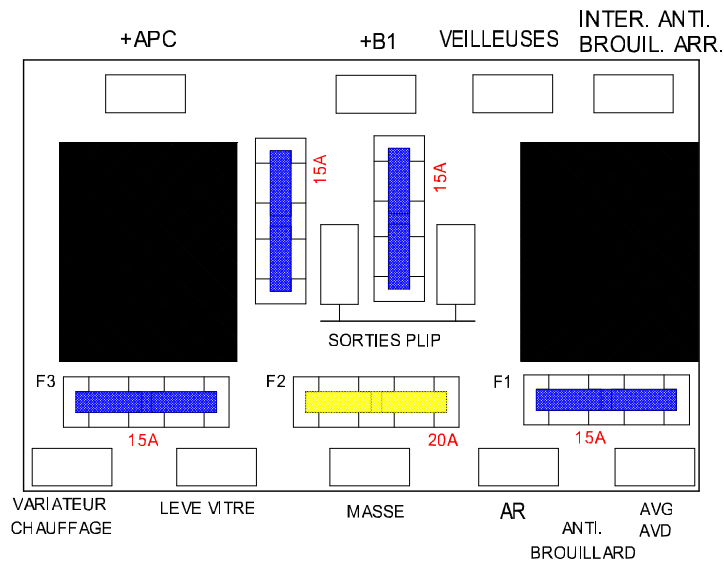 +APC
+B1
VEILLEUSES
INTER. ANTI.
BROUIL. ARR.
15A
15A
SORTIES PLIP
F3
F2
F1
15A
20A
15A
VARIATEUR
CHAUFFAGE
LEVE VITRE
MASSE
AR
ANTI.
BROUILLARD
AVG
AVD